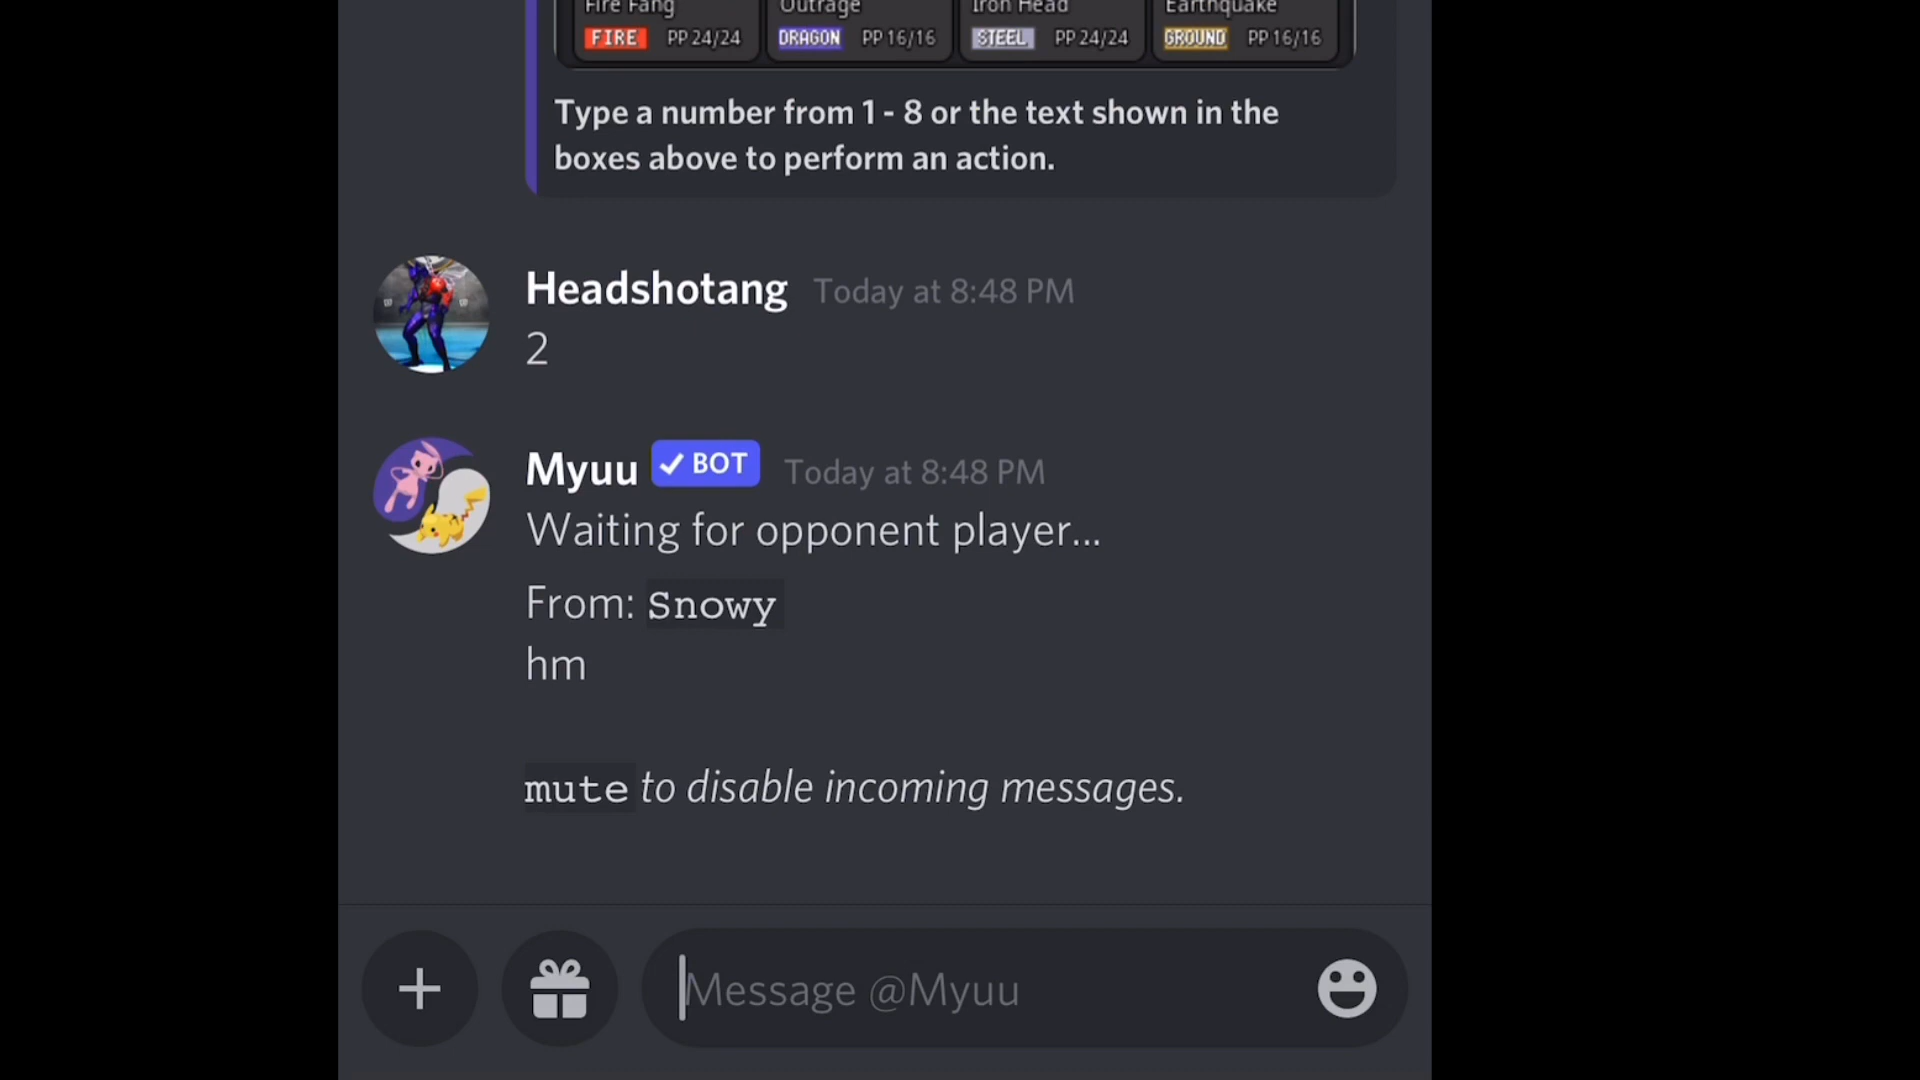 Fire Fang Outrage Iron Head Earthquake
FIRE PP 24/24 DRAGON PP 16/16 STEEL PP 24/24 GROUND PP 16/16
Type a number from 1 - 8 or the text shown in the
boxes above to perform an action.
Headshotang Today at 8:48 PM
2
Myuu BOT Today at 8:48 PM
Waiting for opponent player...
From: Snowy
hm
mute to disable incoming messages.
Message @Myuu